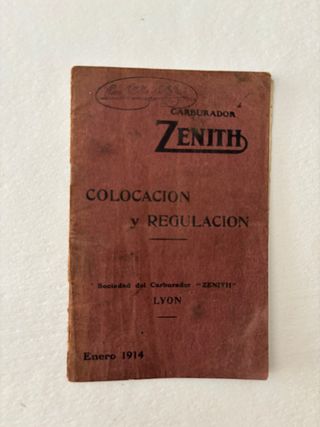 CARBURADOR
ZENITH
COLOCACION
y REGULACION
Sociedad del Carburador "ZENITH"
LYON
Enero 1914